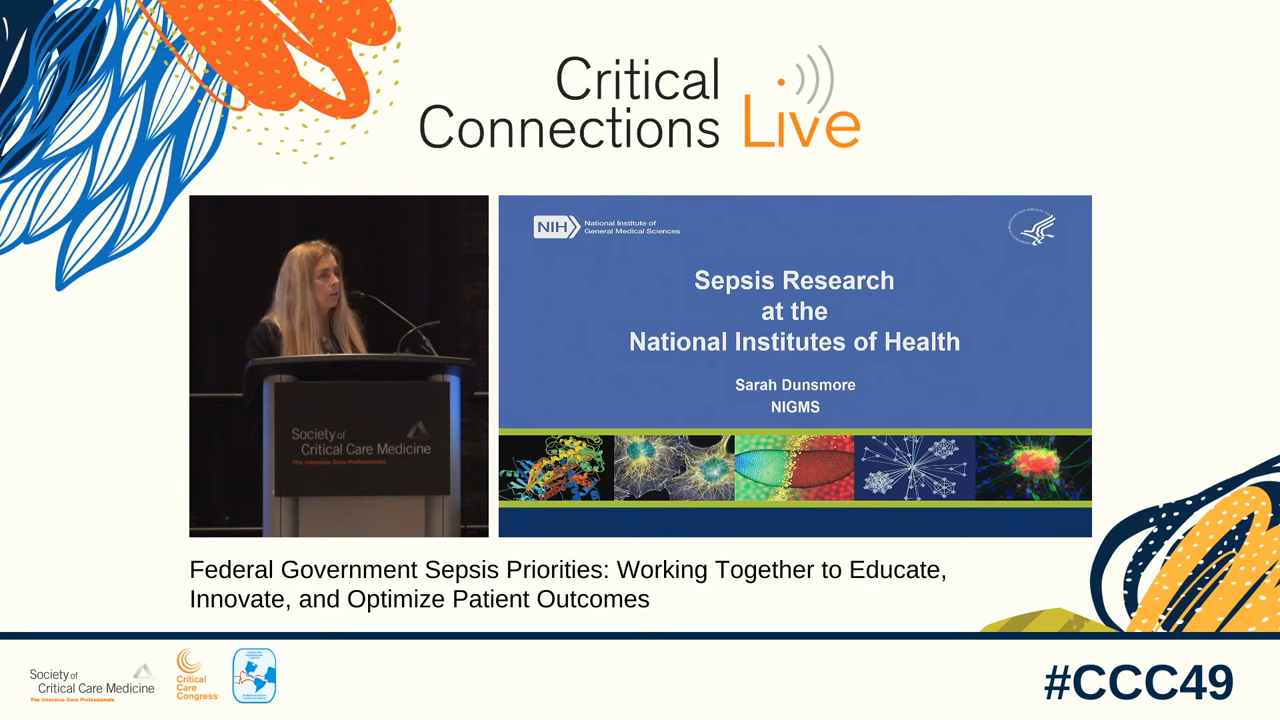 Critical
Connections Live
NIH
National Institute of
General Medical Sciences
Sepsis Research
at the
National Institutes of Health
Sarah Dunsmore
NIGMS
Society of
Critical Care Medicine
The Intensive Care Professionals
Federal Government Sepsis Priorities: Working Together to Educate,
Innovate, and Optimize Patient Outcomes
Society of
Critical Care Medicine
The Intensive Care Professionals
Critical
Care
Congress
#CCC49